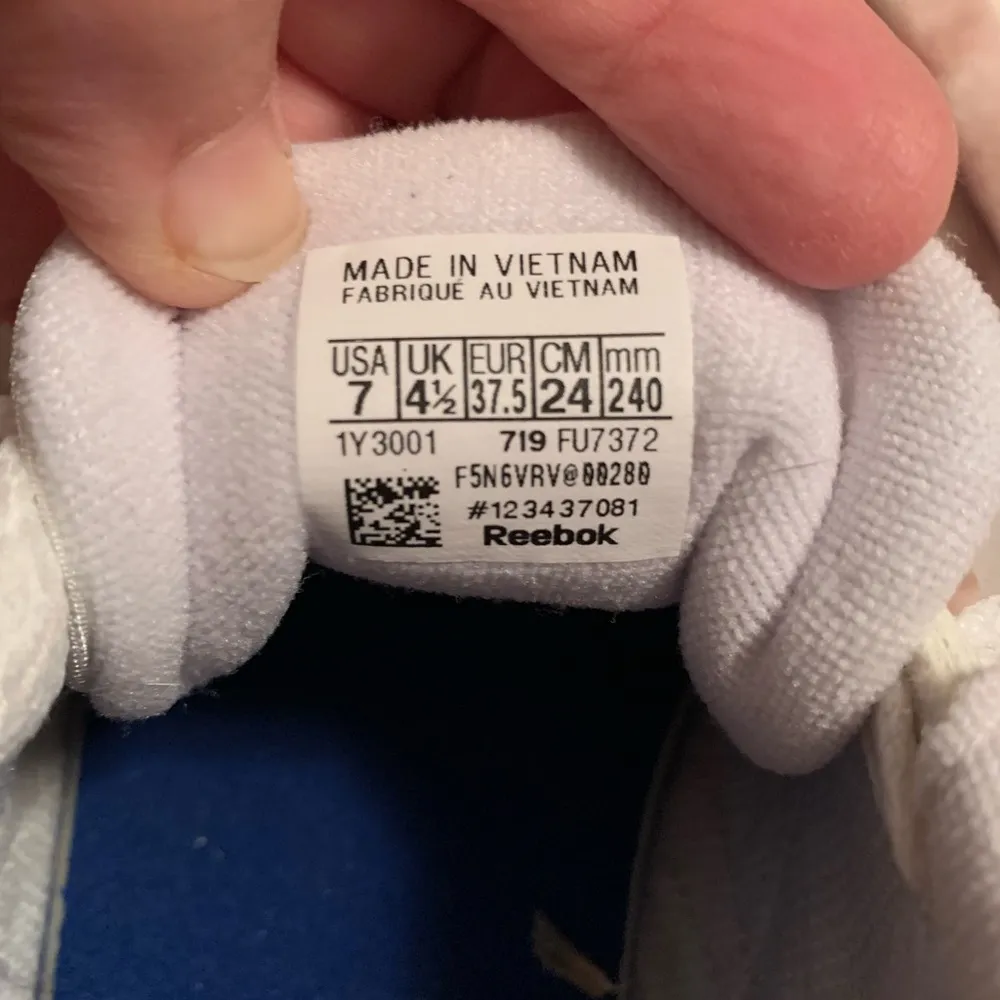 MADE IN VIETNAM
FABRIQUÉ AU VIETNAM
USA UK EUR CM mm
7 4½ 37.5 24 240
1Y3001 719 FU7372
F5N6VRV@00280
#123437081
Reebok